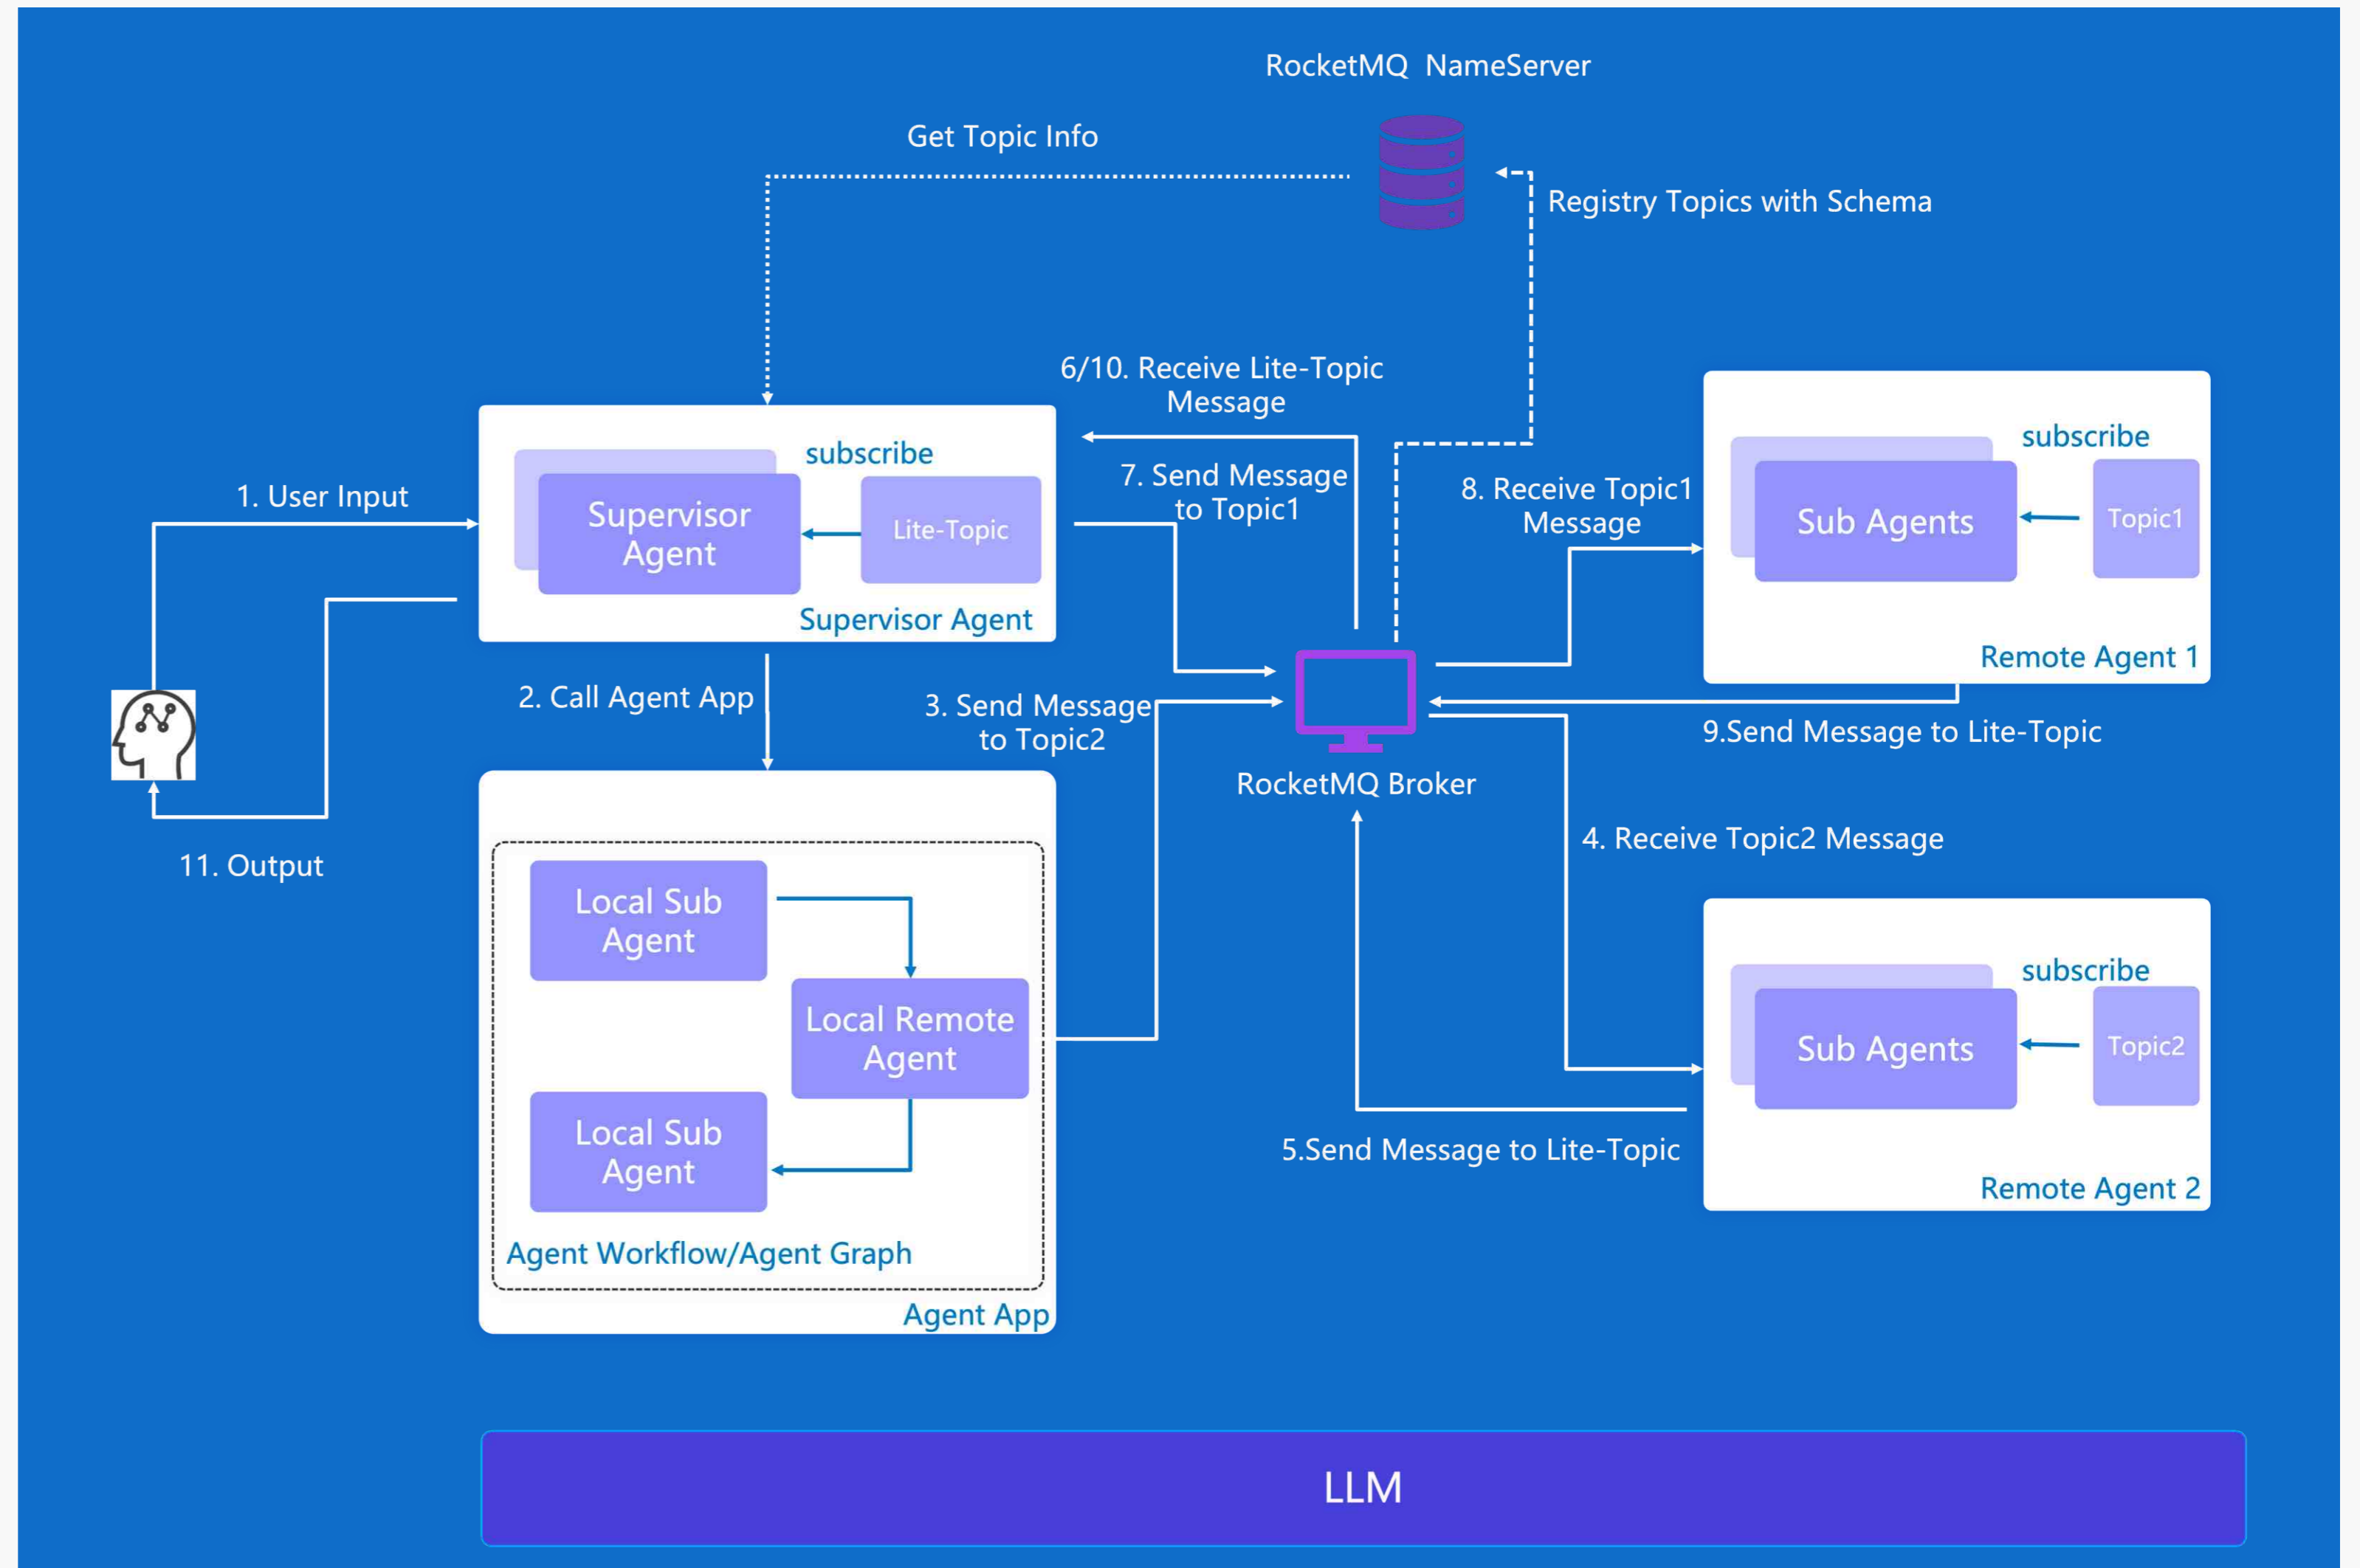 RocketMQ NameServer
Get Topic Info
Registry Topics with Schema
6/10. Receive Lite-Topic
Message
1. User Input
subscribe
Supervisor
Agent
Lite-Topic
Supervisor Agent
7. Send Message
to Topic1
8. Receive Topic1
Message
subscribe
Sub Agents
Topic1
Remote Agent 1
2. Call Agent App
3. Send Message
to Topic2
9.Send Message to Lite-Topic
RocketMQ Broker
11. Output
4. Receive Topic2 Message
Local Sub
Agent
Local Remote
Agent
Local Sub
Agent
Agent Workflow/Agent Graph
Agent App
subscribe
Sub Agents
Topic2
5.Send Message to Lite-Topic
Remote Agent 2
LLM